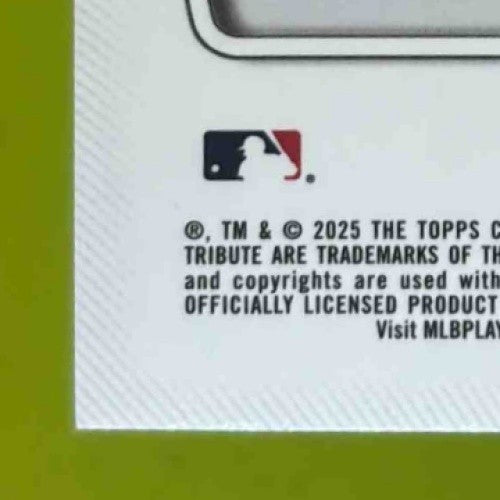 ®, TM & © 2025 THE TOPPS C
TRIBUTE ARE TRADEMARKS OF TH
and copyrights are used with
OFFICIALLY LICENSED PRODUCT
Visit MLBPLAY